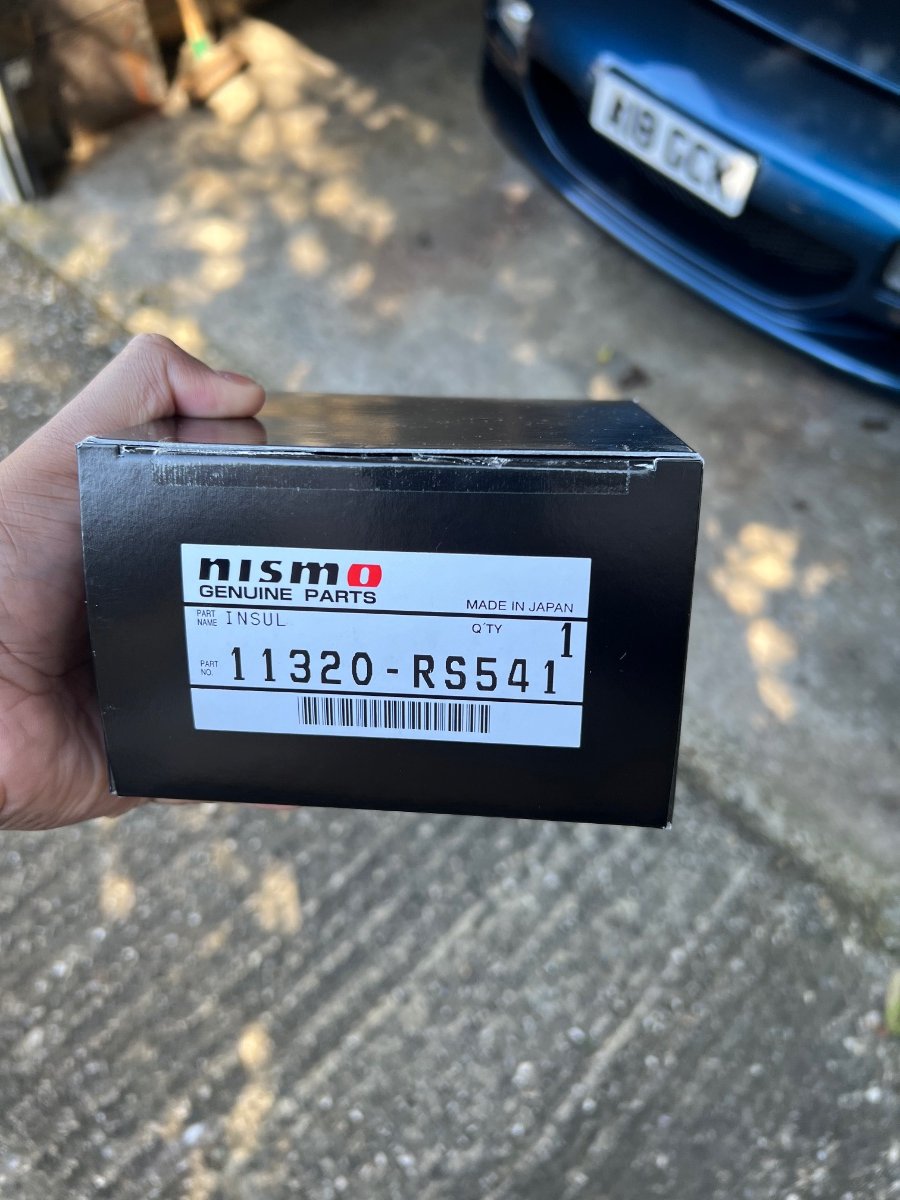 nismo
GENUINE PARTS
MADE IN JAPAN
PART NAME INSUL
Q'TY 1
PART NO. 11320-RS541